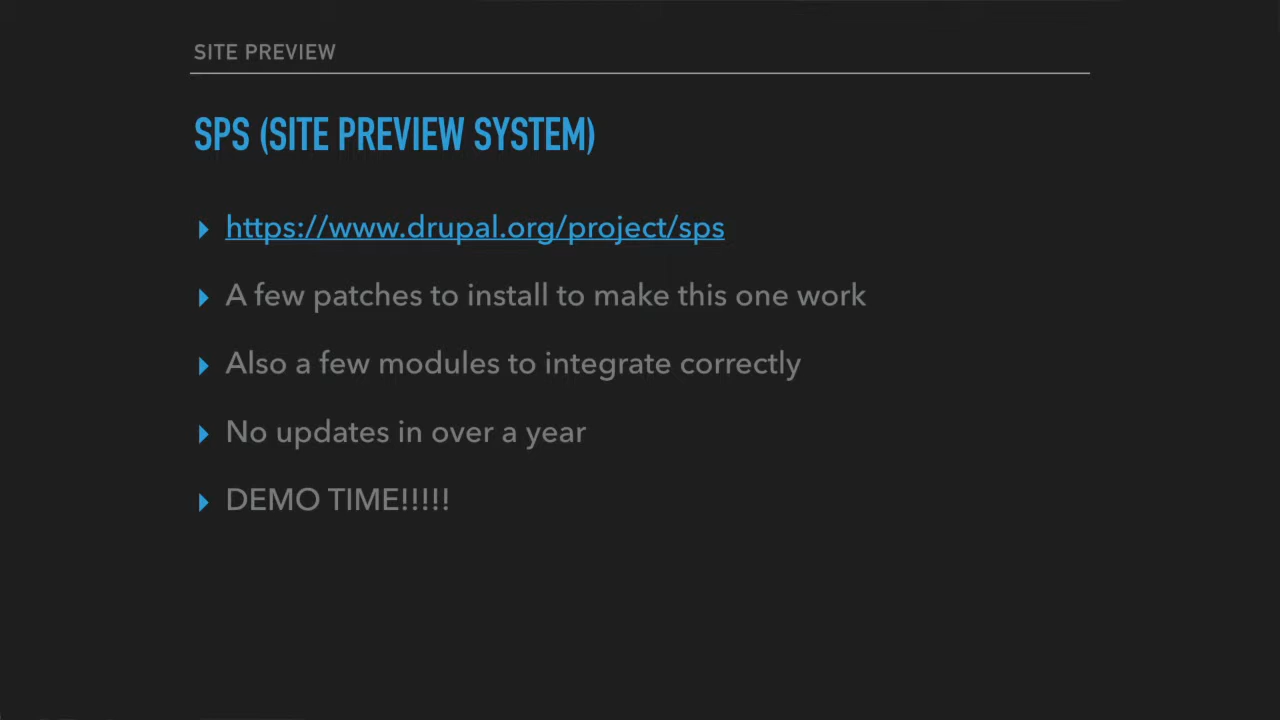 SITE PREVIEW
SPS (SITE PREVIEW SYSTEM)
https://www.drupal.org/project/sps
A few patches to install to make this one work
Also a few modules to integrate correctly
No updates in over a year
DEMO TIME!!!!!